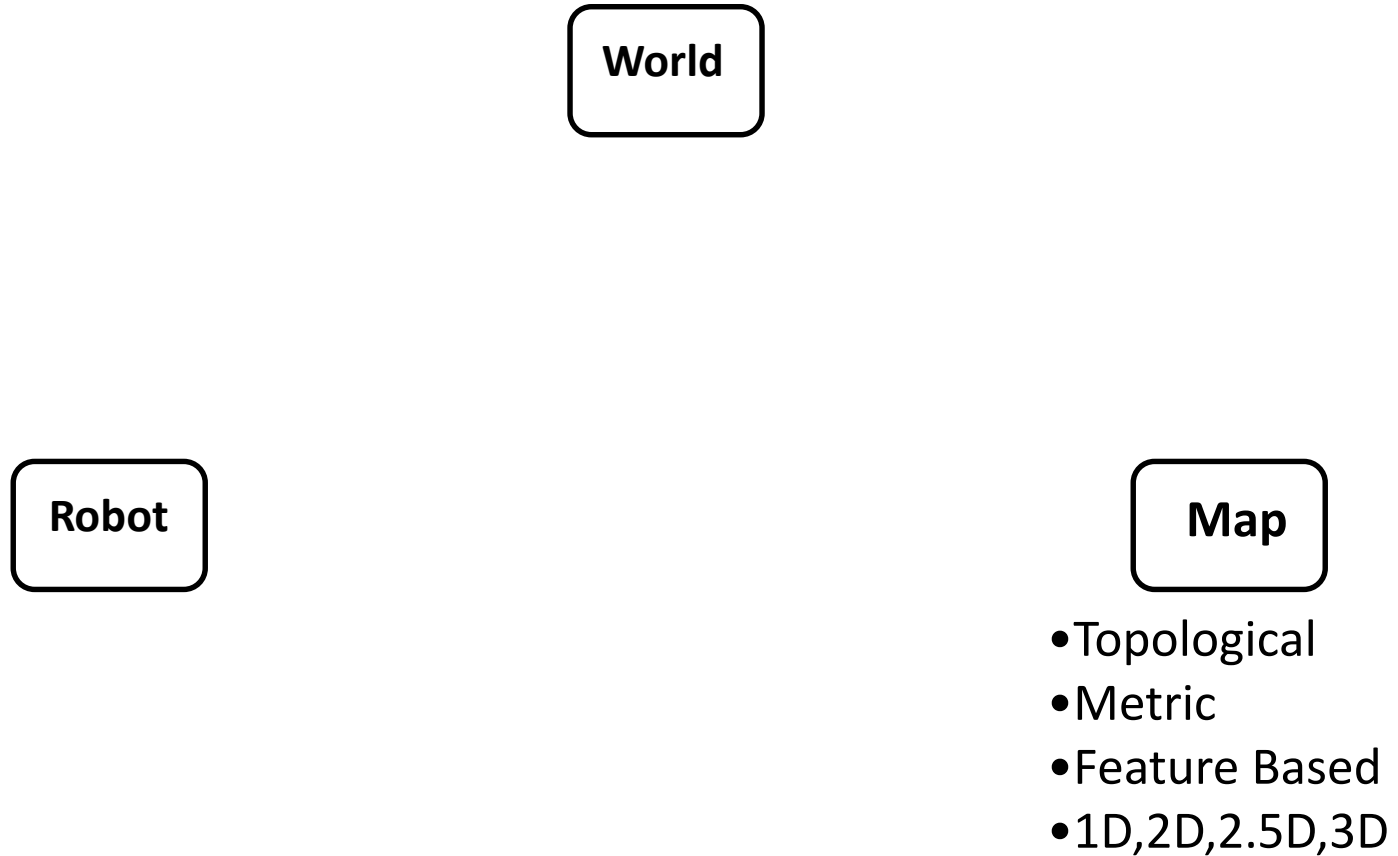 World
Robot
Map
•Topological
•Metric
•Feature Based
•1D,2D,2.5D,3D